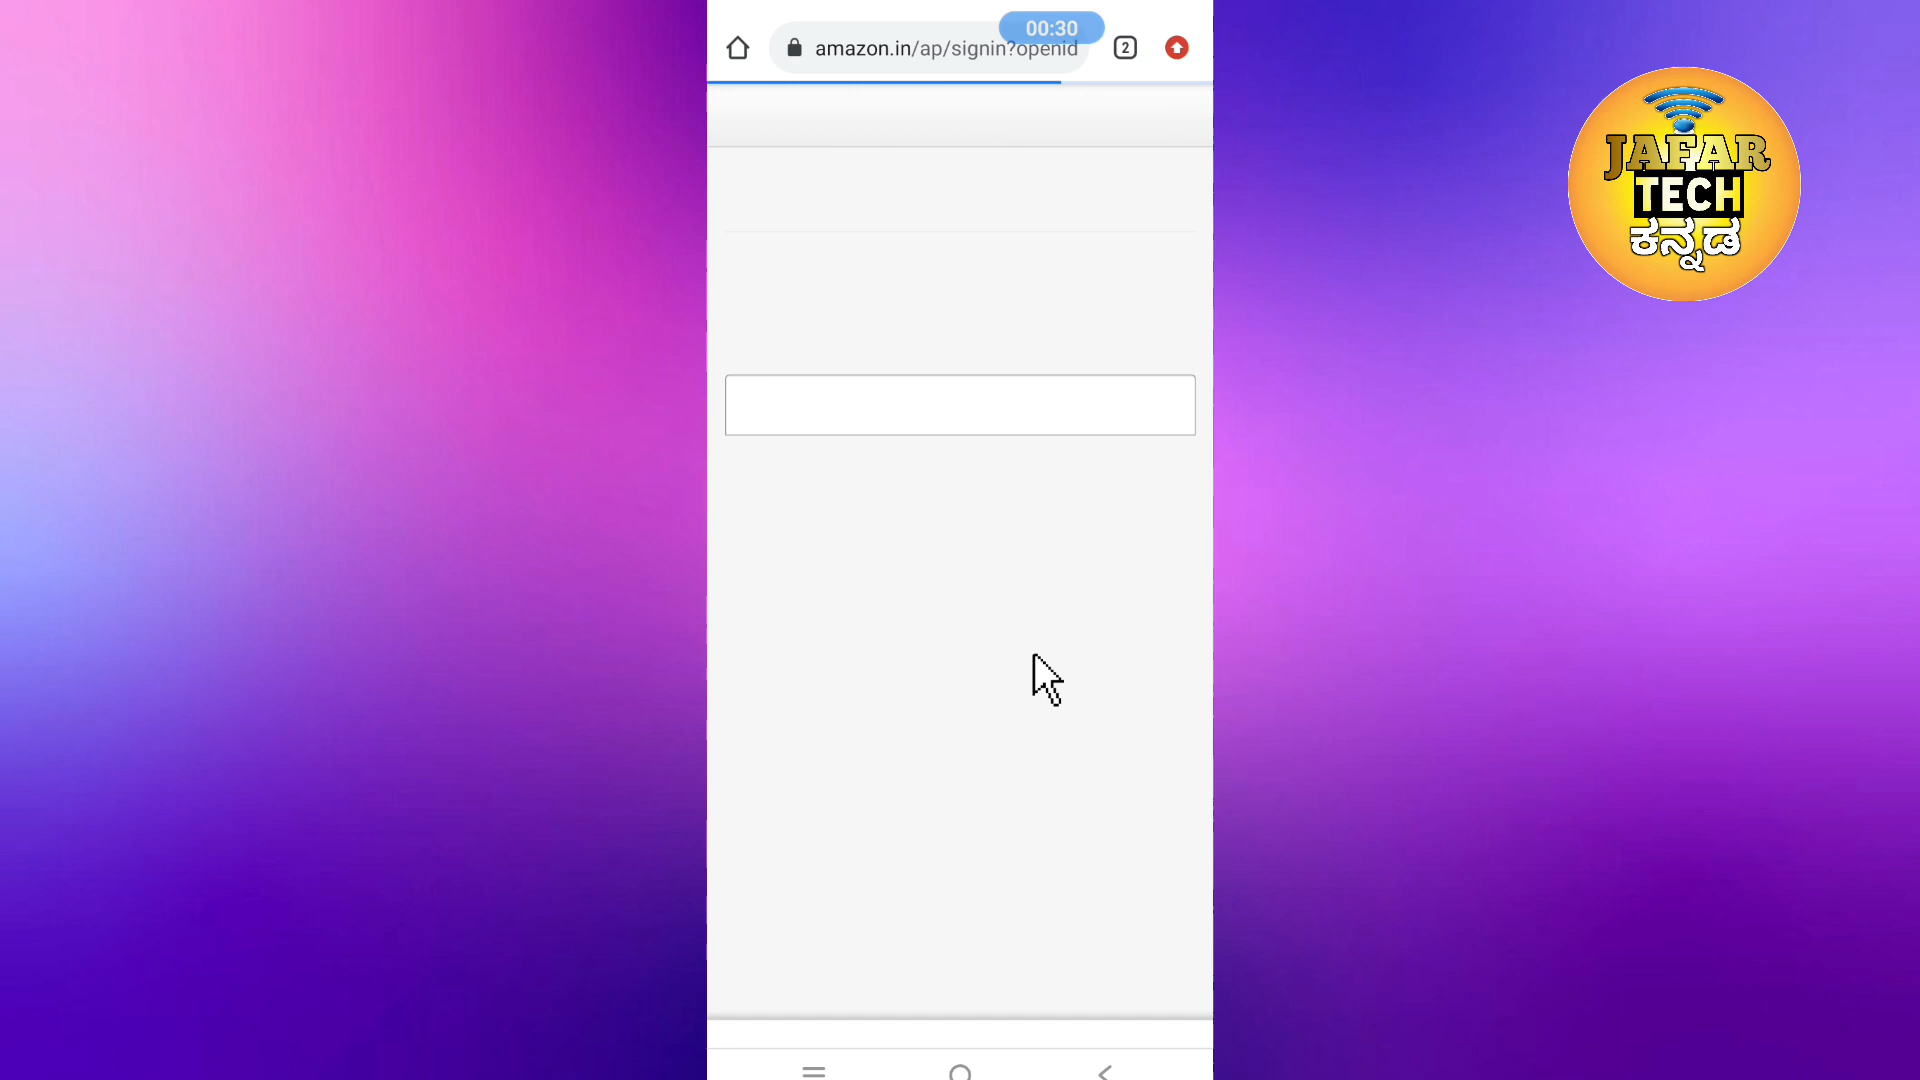 00:30
amazon.in/ap/signin?openid
2
JAFAR
TECH
ಕನ್ನಡ